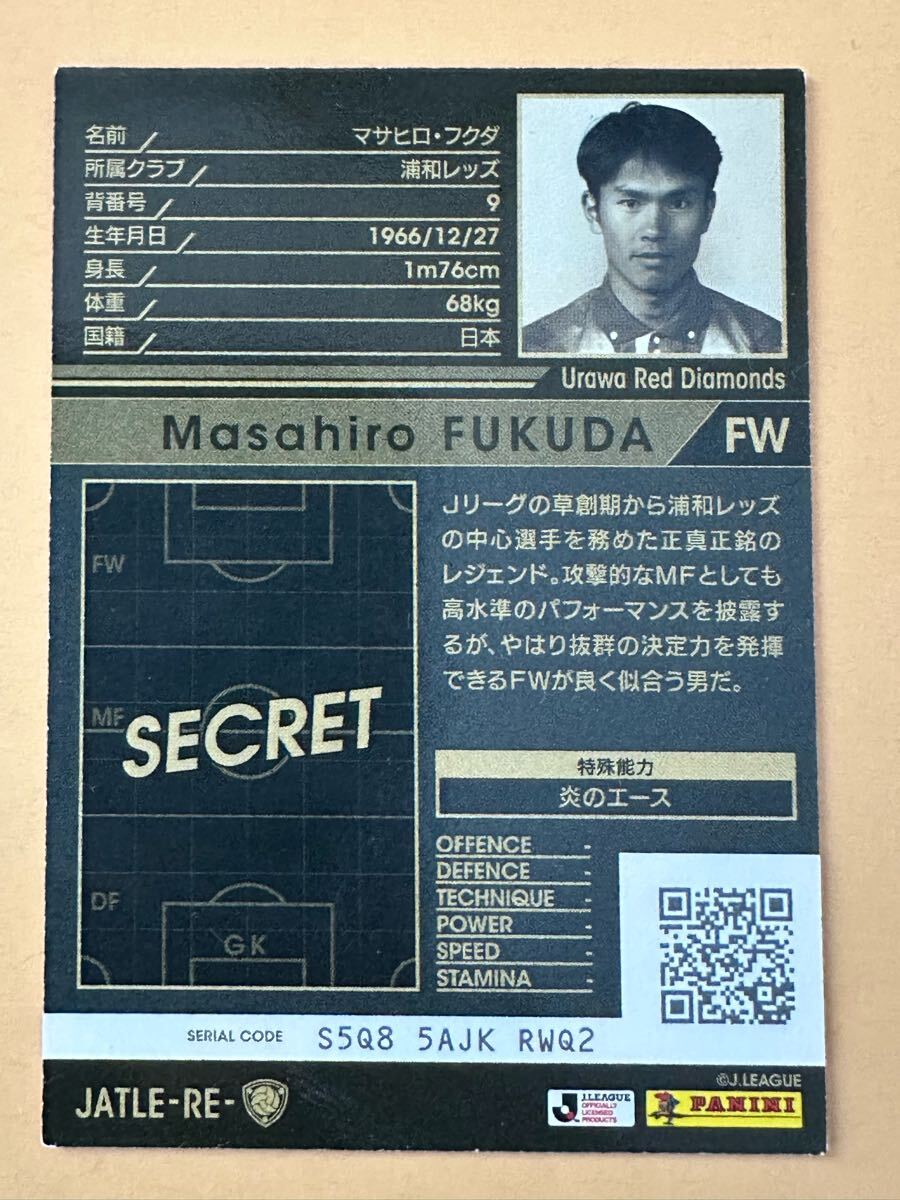 名前 マサヒロ・フクダ
所属クラブ 浦和レッズ
背番号 9
生年月日 1966/12/27
身長 1m76cm
体重 68kg
国籍 日本
Urawa Red Diamonds
Masahiro FUKUDA FW
FW
MF
SECRET
DF
GK
Jリーグの草創期から浦和レッズ
の中心選手を務めた正真正銘の
レジェンド。攻撃的なMFとしても
高水準のパフォーマンスを披露す
るが、やはり抜群の決定力を発揮
できるFWが良く似合う男だ。
特殊能力
炎のエース
OFFENCE -
DEFENCE -
TECHNIQUE -
POWER -
SPEED -
STAMINA -
SERIAL CODE S5Q8 5AJK RWQ2
©J.LEAGUE
JATLE-RE-
J.LEAGUE
OFFICIALLY
LICENSED
PRODUCTS
PANINI